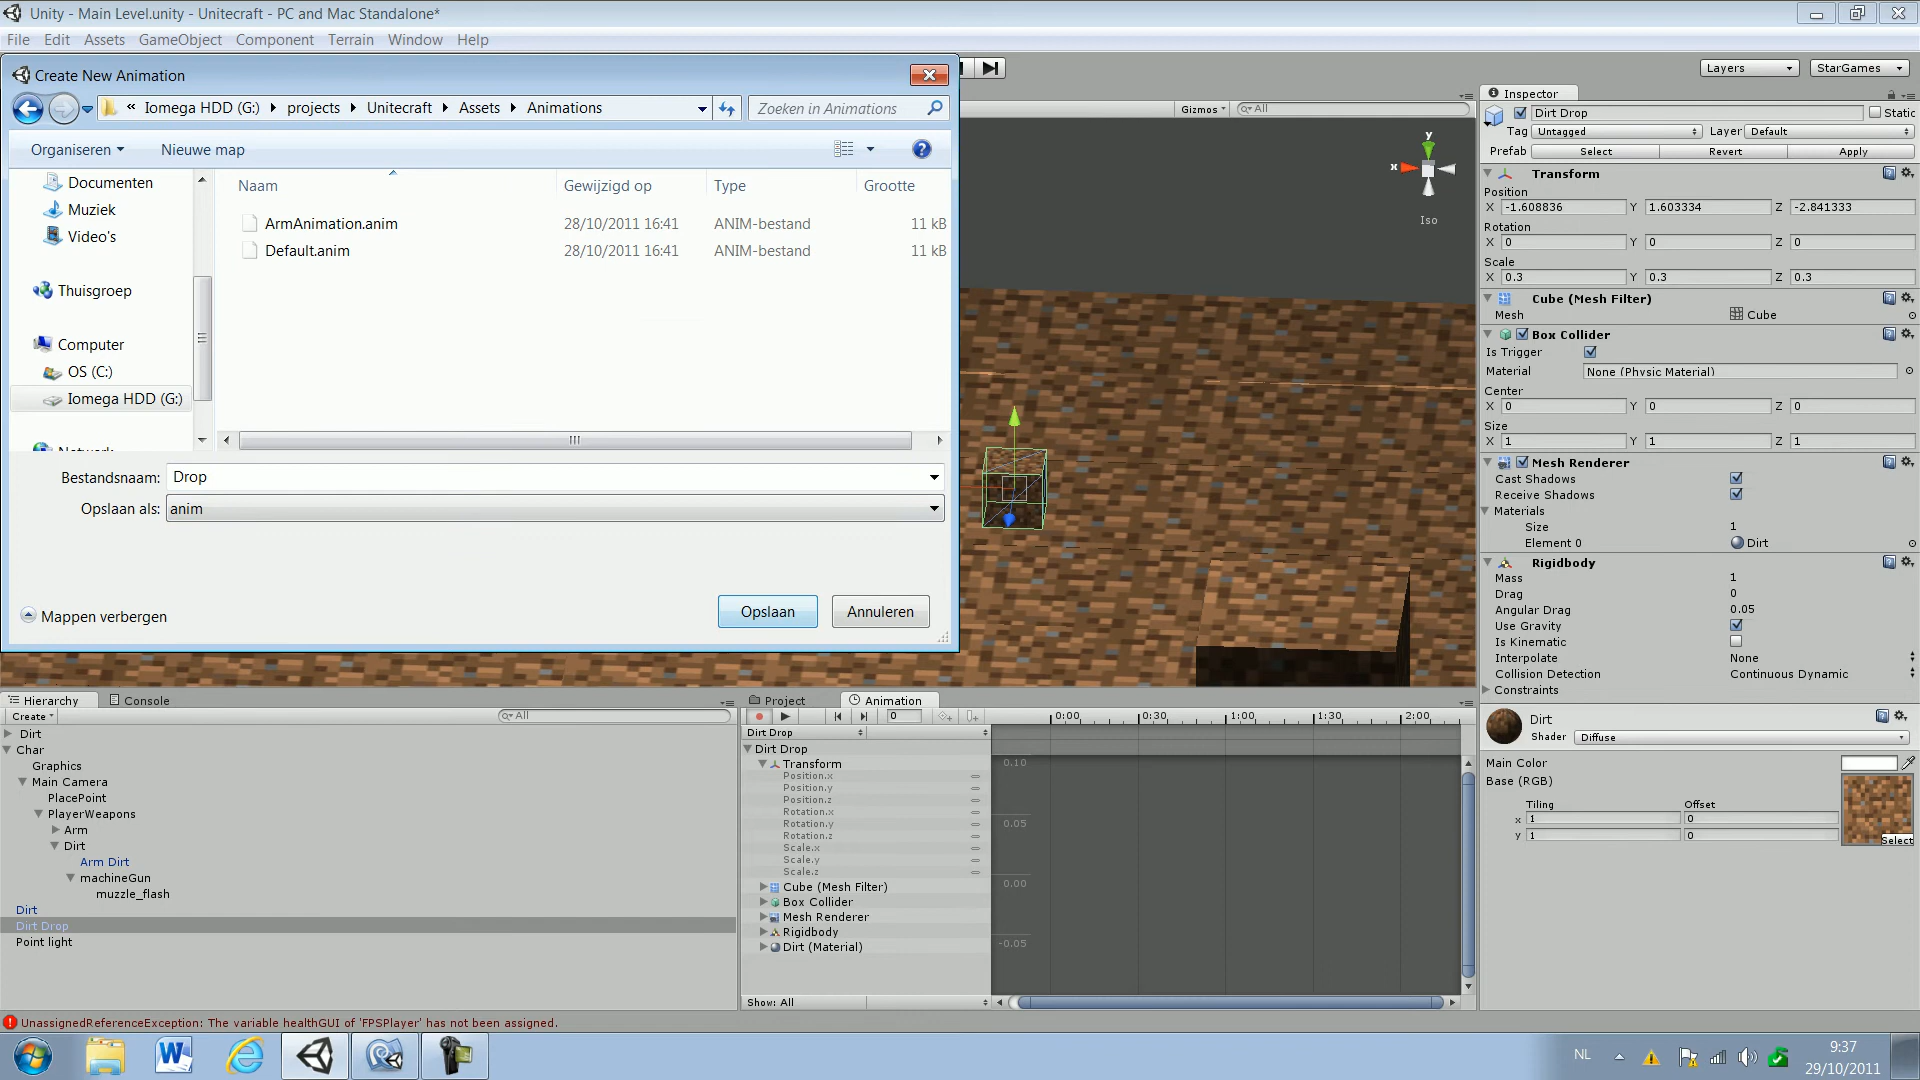 Unity - Main Level.unity - Unitecraft - PC and Mac Standalone*
File Edit Assets GameObject Component Terrain Window Help
Create New Animation
« Iomega HDD (G:) projects Unitecraft Assets Animations
Zoeken in Animations
Organiseren Nieuwe map
Documenten
Muziek
Video's
Thuisgroep
Computer
OS (C:)
Iomega HDD (G:)
Naam Gewijzigd op Type Grootte
ArmAnimation.anim 28/10/2011 16:41 ANIM-bestand 11 kB
Default.anim 28/10/2011 16:41 ANIM-bestand 11 kB
Bestandsnaam: Drop
Opslaan als: anim
Mappen verbergen
Opslaan Annuleren
Layers StarGames
Gizmos All
y
x
Iso
Inspector
Dirt Drop Static
Tag Untagged Layer Default
Prefab Select Revert Apply
Transform
Position
X -1.608836 Y 1.603334 Z -2.841333
Rotation
X 0 Y 0 Z 0
Scale
X 0.3 Y 0.3 Z 0.3
Cube (Mesh Filter)
Mesh Cube
Box Collider
Is Trigger
Material None (Physic Material)
Center
X 0 Y 0 Z 0
Size
X 1 Y 1 Z 1
Mesh Renderer
Cast Shadows
Receive Shadows
Materials
Size 1
Element 0 Dirt
Rigidbody
Mass 1
Drag 0
Angular Drag 0.05
Use Gravity
Is Kinematic
Interpolate None
Collision Detection Continuous Dynamic
Constraints
Dirt
Shader Diffuse
Main Color
Base (RGB)
Tiling Offset
x 1 0
y 1 0
Select
Hierarchy Console
Create All
Dirt
Char
Graphics
Main Camera
PlacePoint
PlayerWeapons
Arm
Dirt
Arm Dirt
machineGun
muzzle_flash
Dirt
Dirt Drop
Point light
Project Animation
0 0:00 0:30 1:00 1:30 2:00
Dirt Drop
Dirt Drop
Transform
Position.x
Position.y
Position.z
Rotation.x
Rotation.y
Rotation.z
Scale.x
Scale.y
Scale.z
Cube (Mesh Filter)
Box Collider
Mesh Renderer
Rigidbody
Dirt (Material)
Show: All
0.10
0.05
0.00
-0.05
UnassignedReferenceException: The variable healthGUI of 'FPSPlayer' has not been assigned.
NL
9:37
29/10/2011